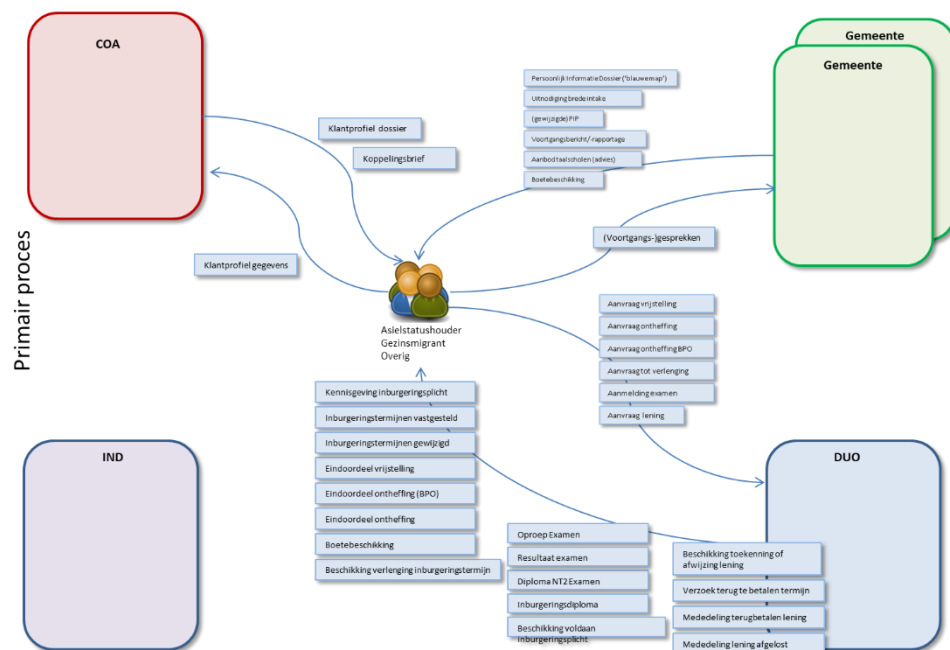 COA
Gemeente
Gemeente
Persoonlijk Informatie Dossier ('blauwe map')
Uitnodiging brede intake
(gewijzigde) PIP
Voortgangsbericht/-rapportage
Aanbod taalscholen (advies)
Boetebeschikking
Klantprofiel dossier
Koppelingsbrief
(Voortgangs-)gesprekken
Klantprofiel gegevens
Primair proces
Asielstatushouder
Gezinsmigrant
Overig
Aanvraag vrijstelling
Aanvraag ontheffing
Aanvraag ontheffing BPO
Aanvraag tot verlenging
Aanmelding examen
Aanvraag lening
Kennisgeving inburgeringsplicht
Inburgeringstermijnen vastgesteld
Inburgeringstermijnen gewijzigd
Eindoordeel vrijstelling
Eindoordeel ontheffing (BPO)
Eindoordeel ontheffing
Boetebeschikking
Beschikking verlenging inburgeringstermijn
IND
DUO
Oproep Examen
Resultaat examen
Diploma NT2 Examen
Inburgeringsdiploma
Beschikking voldaan
inburgeringsplicht
Beschikking toekenning of
afwijzing lening
Verzoek terug te betalen termijn
Mededeling terugbetalen lening
Mededeling lening afgelost